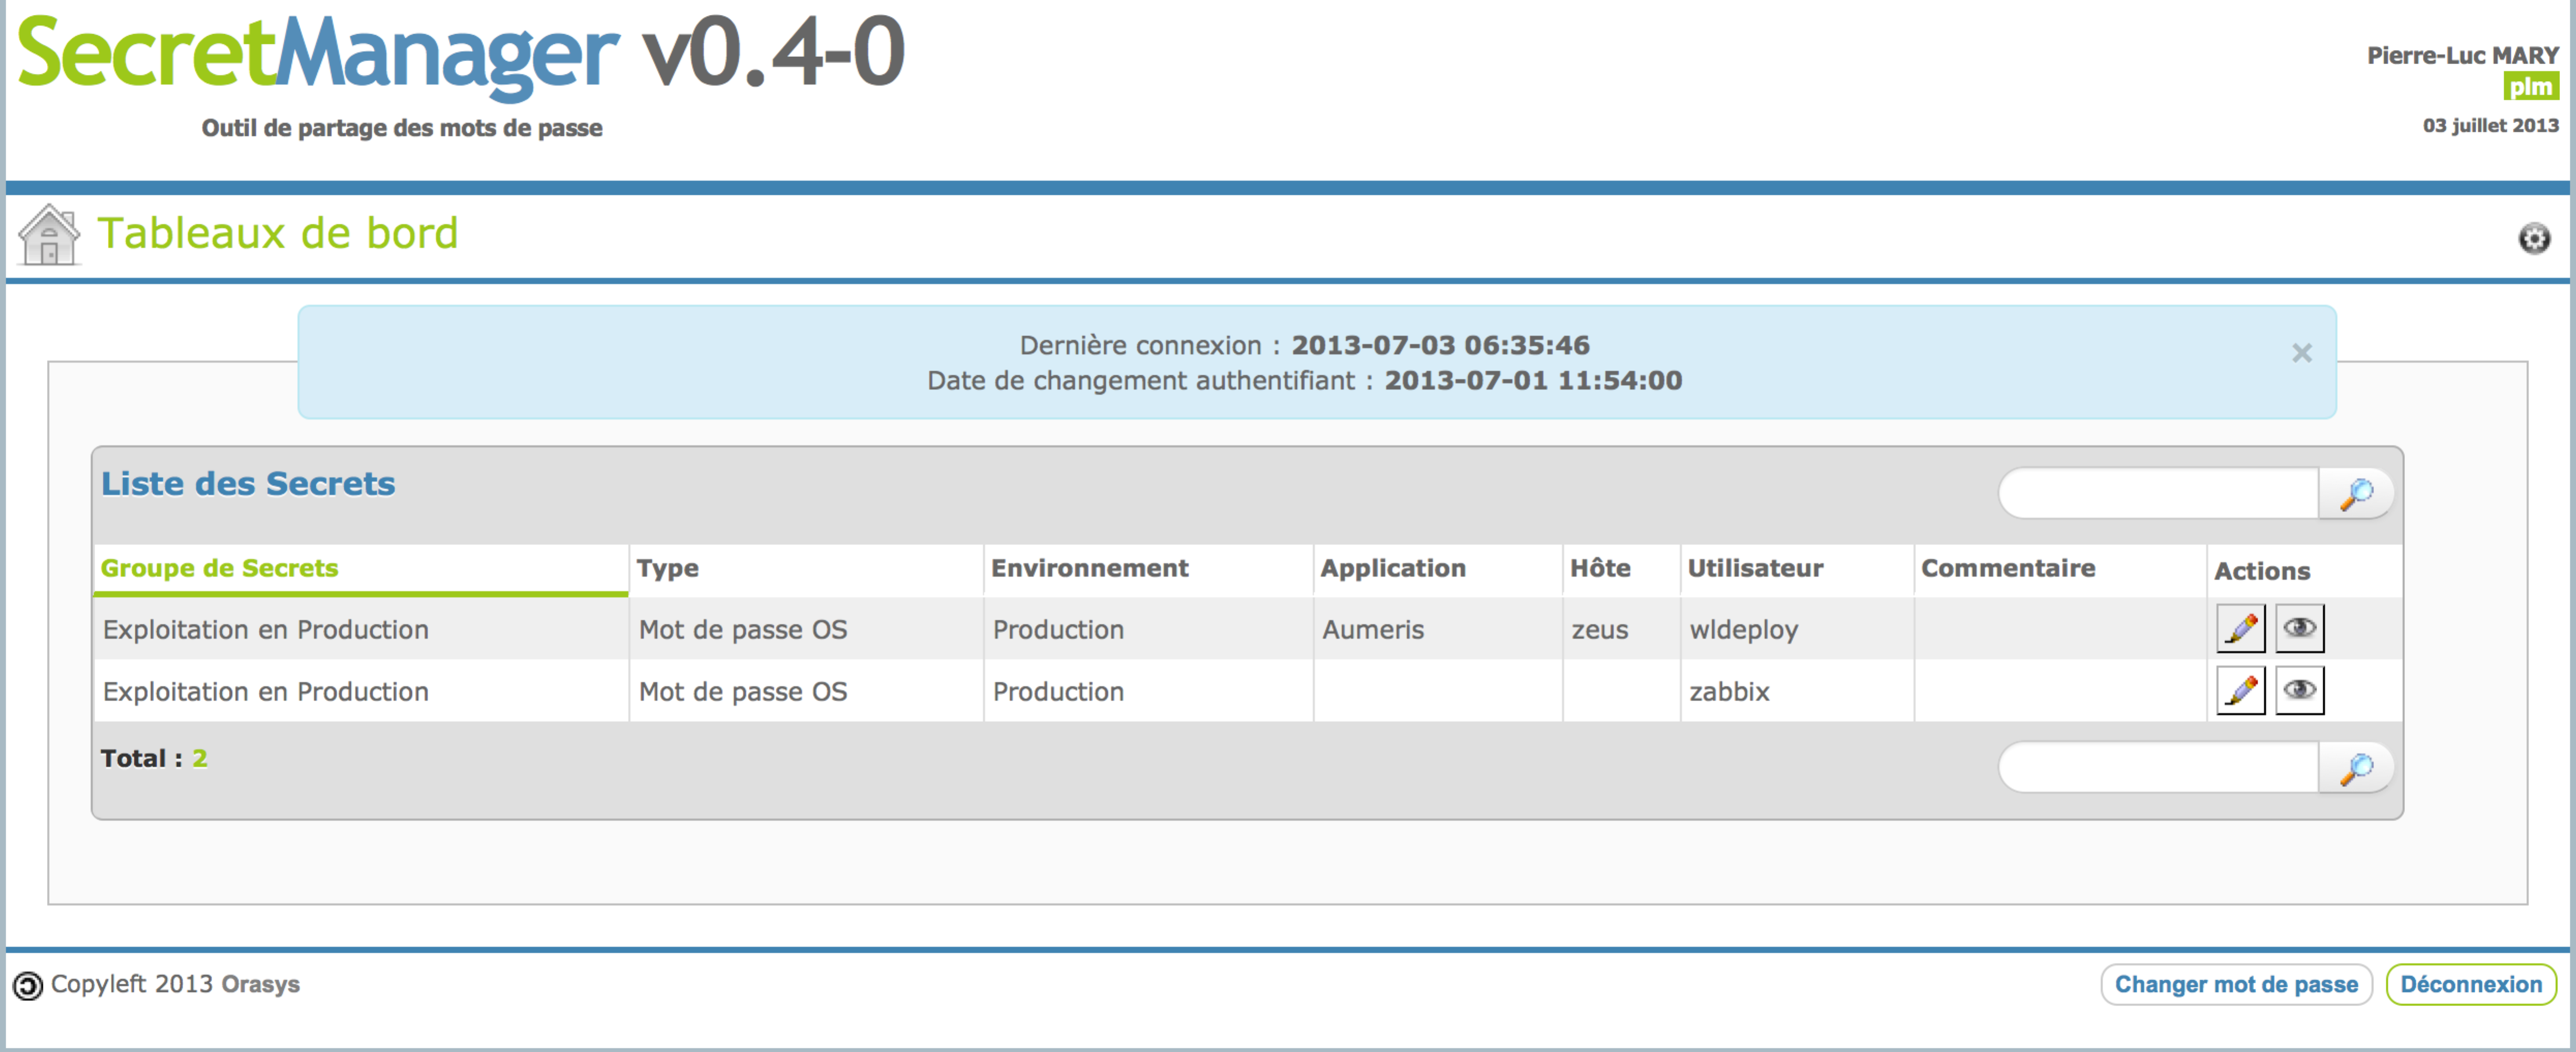 SecretManager v0.4-0
Outil de partage des mots de passe
Pierre-Luc MARY
plm
03 juillet 2013
Tableaux de bord
Dernière connexion : 2013-07-03 06:35:46
Date de changement authentifiant : 2013-07-01 11:54:00
×
Liste des Secrets
Groupe de Secrets Type Environnement Application Hôte Utilisateur Commentaire Actions
Exploitation en Production Mot de passe OS Production Aumeris zeus wldeploy
Exploitation en Production Mot de passe OS Production zabbix
Total : 2
Copyleft 2013 Orasys
Changer mot de passe Déconnexion